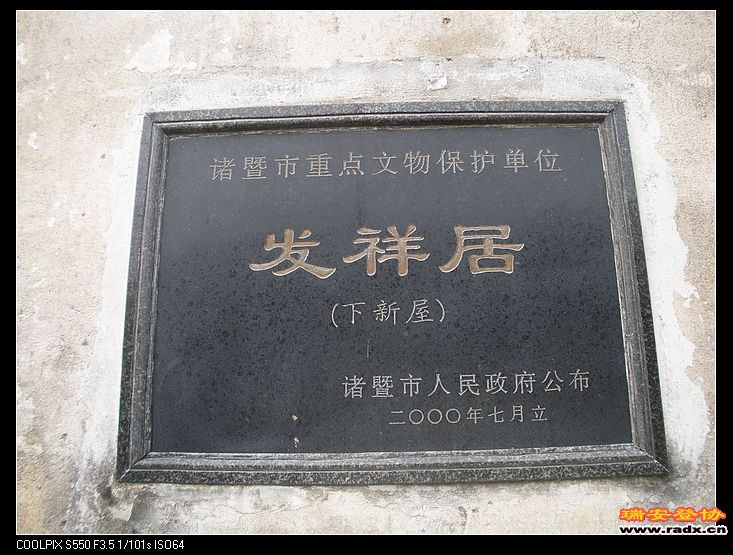 诸暨市重点文物保护单位
发祥居
(下新屋)
诸暨市人民政府公布
二〇〇〇年七月立
瑞安登协
www.radx.cn
COOLPIX S550 F3.5 1/101s ISO64